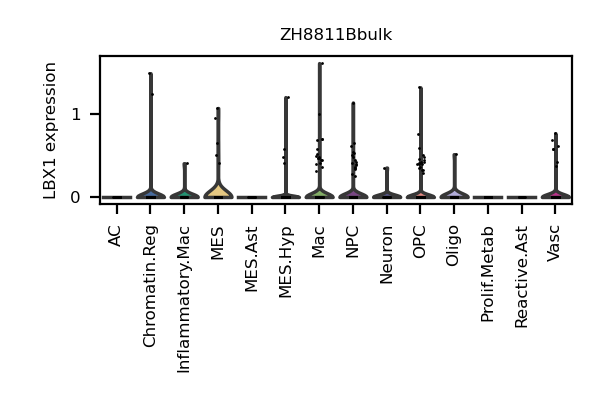 ZH8811Bbulk
LBX1 expression
1
0
AC
Chromatin.Reg
Inflammatory.Mac
MES
MES.Ast
MES.Hyp
Mac
NPC
Neuron
OPC
Oligo
Prolif.Metab
Reactive.Ast
Vasc